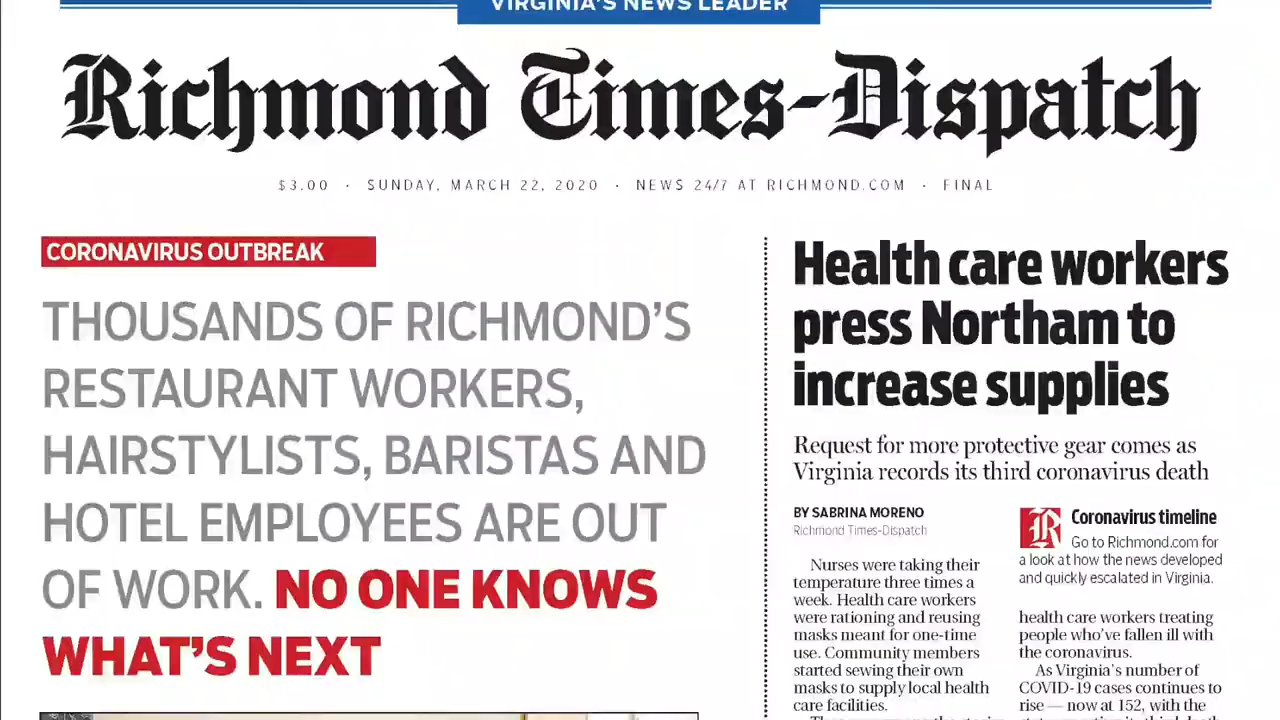 VIRGINIA'S NEWS LEADER
Richmond Times-Dispatch
$3.00 · SUNDAY, MARCH 22, 2020 · NEWS 24/7 AT RICHMOND.COM · FINAL
CORONAVIRUS OUTBREAK
THOUSANDS OF RICHMOND'S
RESTAURANT WORKERS,
HAIRSTYLISTS, BARISTAS AND
HOTEL EMPLOYEES ARE OUT
OF WORK. NO ONE KNOWS
WHAT'S NEXT
Health care workers
press Northam to
increase supplies
Request for more protective gear comes as
Virginia records its third coronavirus death
BY SABRINA MORENO
Richmond Times-Dispatch
Nurses were taking their
temperature three times a
week. Health care workers
were rationing and reusing
masks meant for one-time
use. Community members
started sewing their own
masks to supply local health
care facilities.
R
Coronavirus timeline
Go to Richmond.com for
a look at how the news developed
and quickly escalated in Virginia.
health care workers treating
people who've fallen ill with
the coronavirus.
As Virginia's number of
COVID-19 cases continues to
rise — now at 152, with the